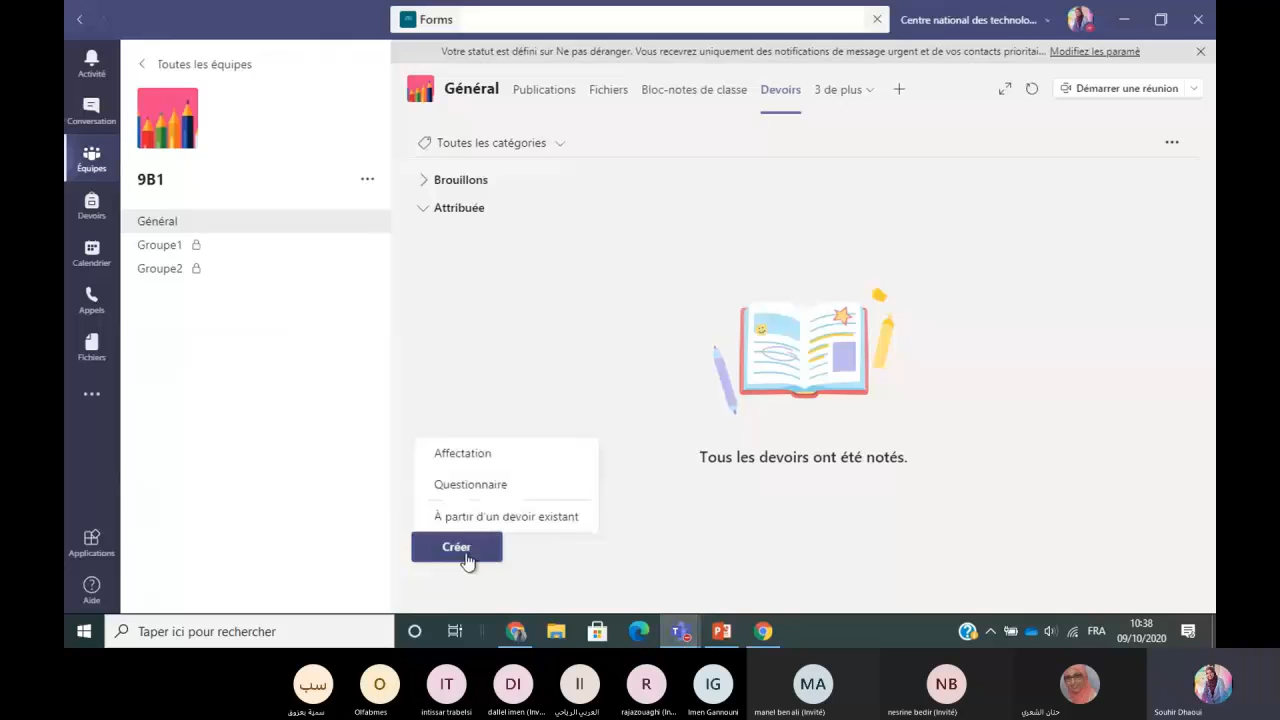 Forms
Centre national des technolo...
Votre statut est défini sur Ne pas déranger. Vous recevrez uniquement des notifications de message urgent et de vos contacts prioritai... Modifiez les paramè
Activité
Conversation
Équipes
Devoirs
Calendrier
Appels
Fichiers
Applications
Aide
Toutes les équipes
9B1
Général
Groupe1
Groupe2
Général Publications Fichiers Bloc-notes de classe Devoirs 3 de plus
Démarrer une réunion
Toutes les catégories
Brouillons
Attribuée
Tous les devoirs ont été notés.
Affectation
Questionnaire
À partir d'un devoir existant
Créer
Taper ici pour rechercher
FRA
10:38
09/10/2020
سب
O
IT
DI
ΙΙ
R
IG
MA
NB
سمية بعزوق
Olfabmes
intissar trabelsi
dallel imen (Inv...
العربي الرياحي
rajazouaghi (In...
Imen Gannouni
manel ben ali (Invité)
nesrine bedir (Invité)
حنان الشعري
Souhir Dhaoui